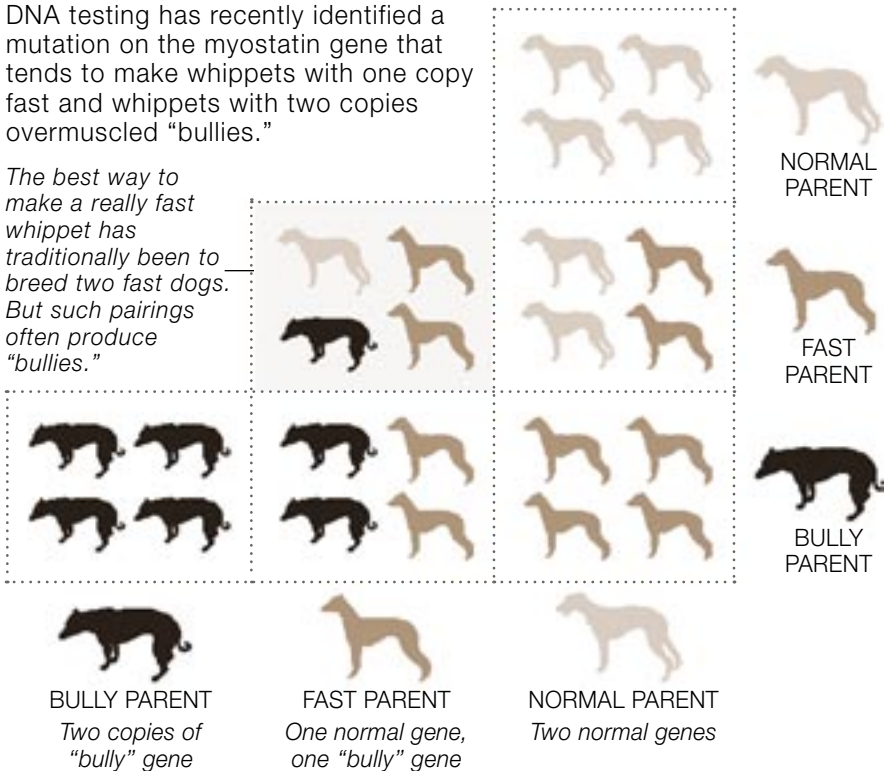 DNA testing has recently identified a
mutation on the myostatin gene that
tends to make whippets with one copy
fast and whippets with two copies
overmuscled “bullies.”
The best way to
make a really fast
whippet has
traditionally been to
breed two fast dogs.
But such pairings
often produce
“bullies.”
NORMAL
PARENT
FAST
PARENT
BULLY
PARENT
BULLY PARENT
Two copies of
“bully” gene
FAST PARENT
One normal gene,
one “bully” gene
NORMAL PARENT
Two normal genes